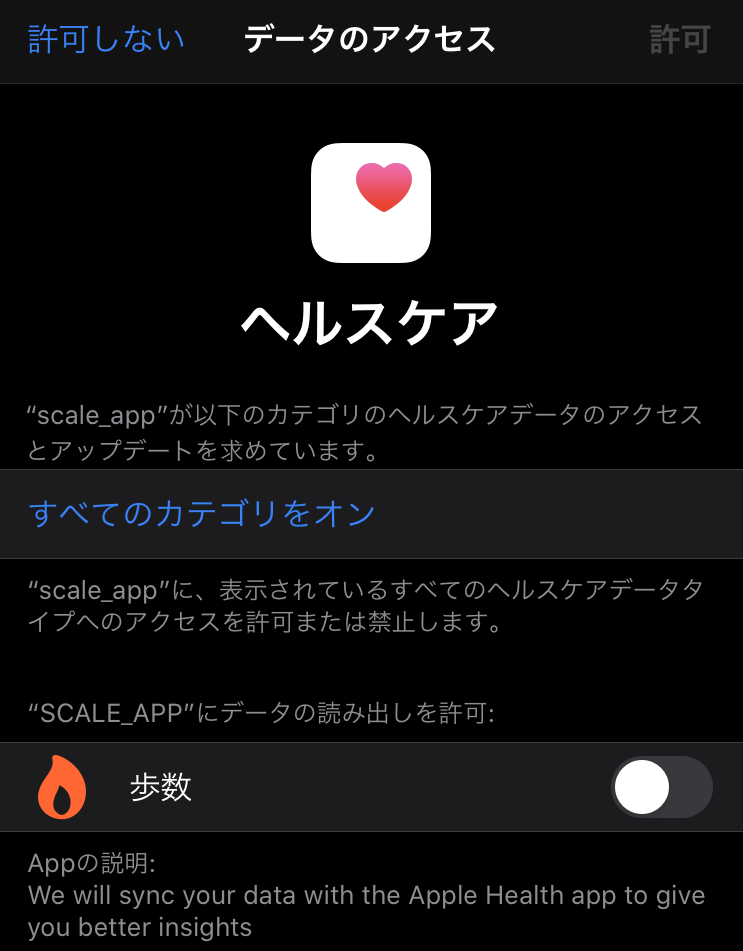 許可しない データのアクセス 許可
ヘルスケア
“scale_app”が以下のカテゴリのヘルスケアデータのアクセス
とアップデートを求めています。
すべてのカテゴリをオン
“scale_app”に、表示されているすべてのヘルスケアデータタ
イプへのアクセスを許可または禁止します。
“SCALE_APP”にデータの読み出しを許可:
歩数
Appの説明:
We will sync your data with the Apple Health app to give
you better insights